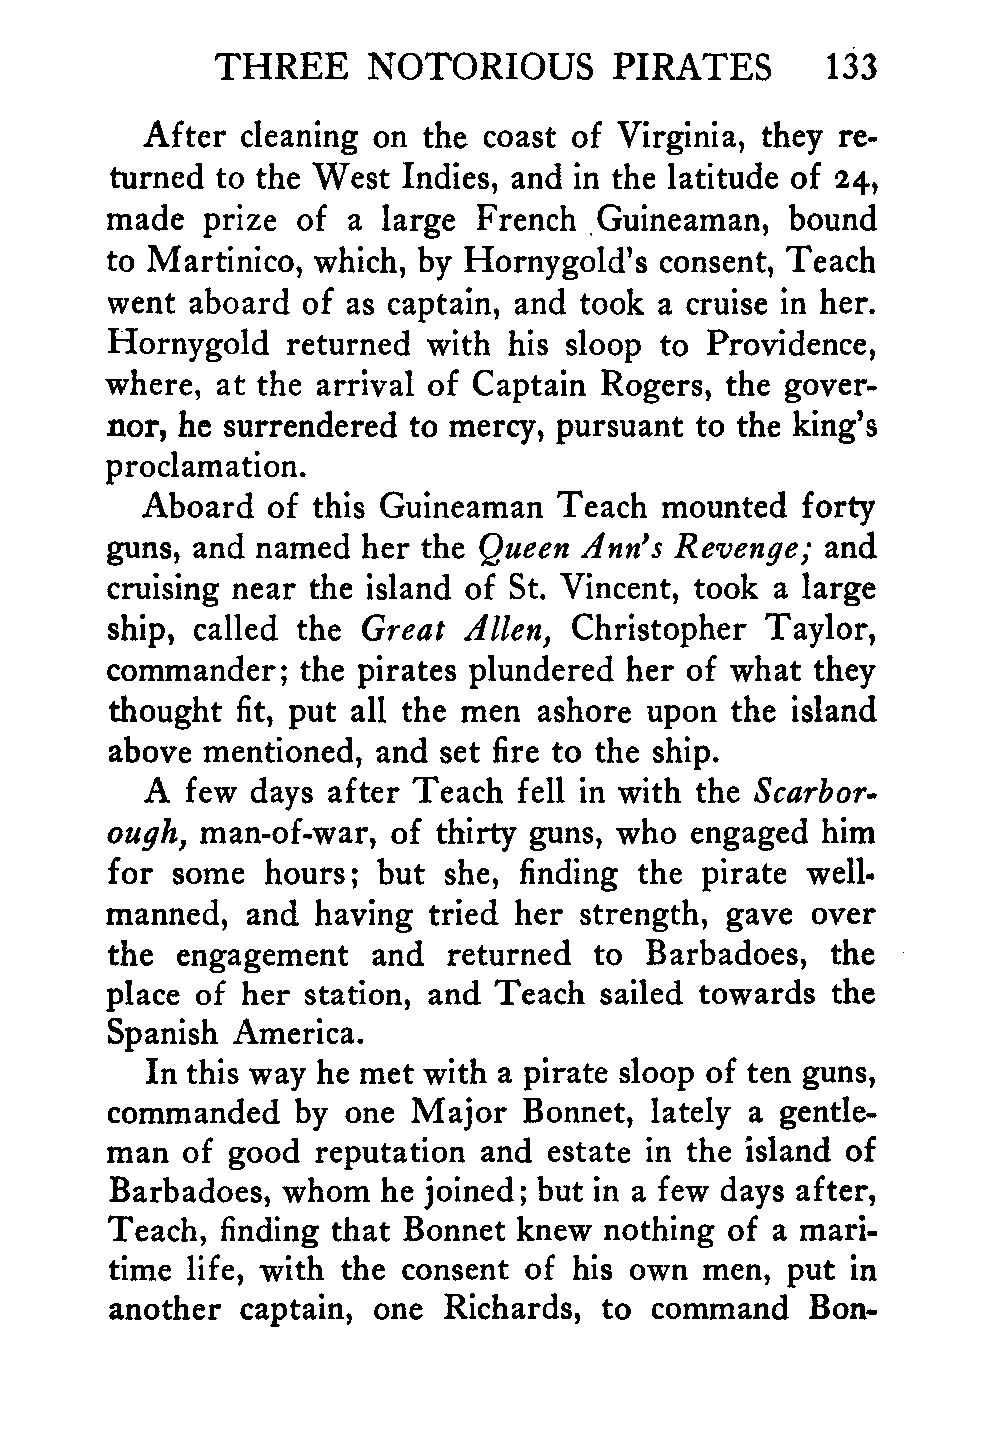 THREE NOTORIOUS PIRATES 133
After cleaning on the coast of Virginia, they re-
turned to the West Indies, and in the latitude of 24,
made prize of a large French Guineaman, bound
to Martinico, which, by Hornygold's consent, Teach
went aboard of as captain, and took a cruise in her.
Hornygold returned with his sloop to Providence,
where, at the arrival of Captain Rogers, the gover-
nor, he surrendered to mercy, pursuant to the king's
proclamation.
Aboard of this Guineaman Teach mounted forty
guns, and named her the Queen Ann's Revenge; and
cruising near the island of St. Vincent, took a large
ship, called the Great Allen, Christopher Taylor,
commander; the pirates plundered her of what they
thought fit, put all the men ashore upon the island
above mentioned, and set fire to the ship.
A few days after Teach fell in with the Scarbor-
ough, man-of-war, of thirty guns, who engaged him
for some hours; but she, finding the pirate well-
manned, and having tried her strength, gave over
the engagement and returned to Barbadoes, the
place of her station, and Teach sailed towards the
Spanish America.
In this way he met with a pirate sloop of ten guns,
commanded by one Major Bonnet, lately a gentle-
man of good reputation and estate in the island of
Barbadoes, whom he joined; but in a few days after,
Teach, finding that Bonnet knew nothing of a mari-
time life, with the consent of his own men, put in
another captain, one Richards, to command Bon-